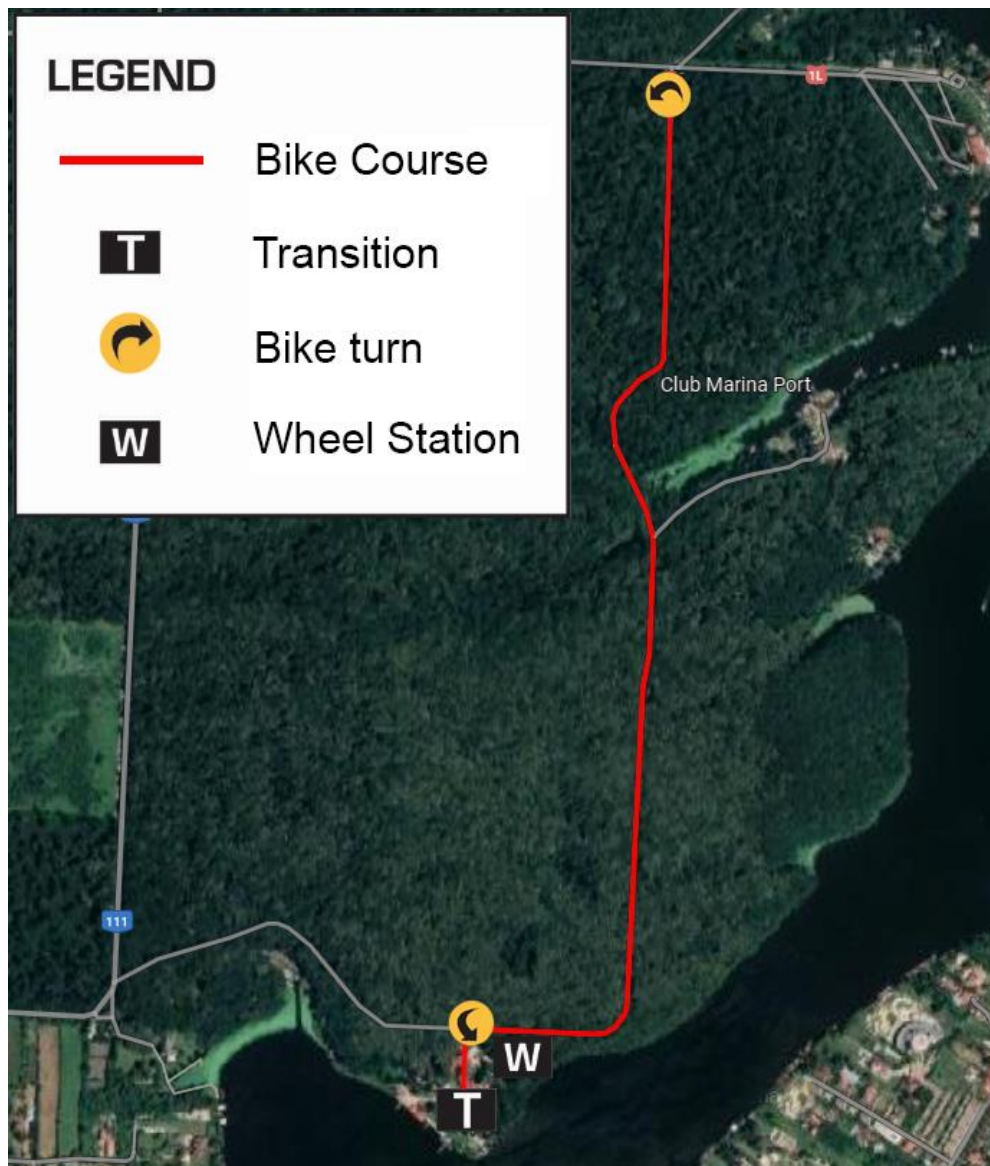 LEGEND
Bike Course
T Transition
Bike turn
W Wheel Station
1L
Club Marina Port
111
W
T